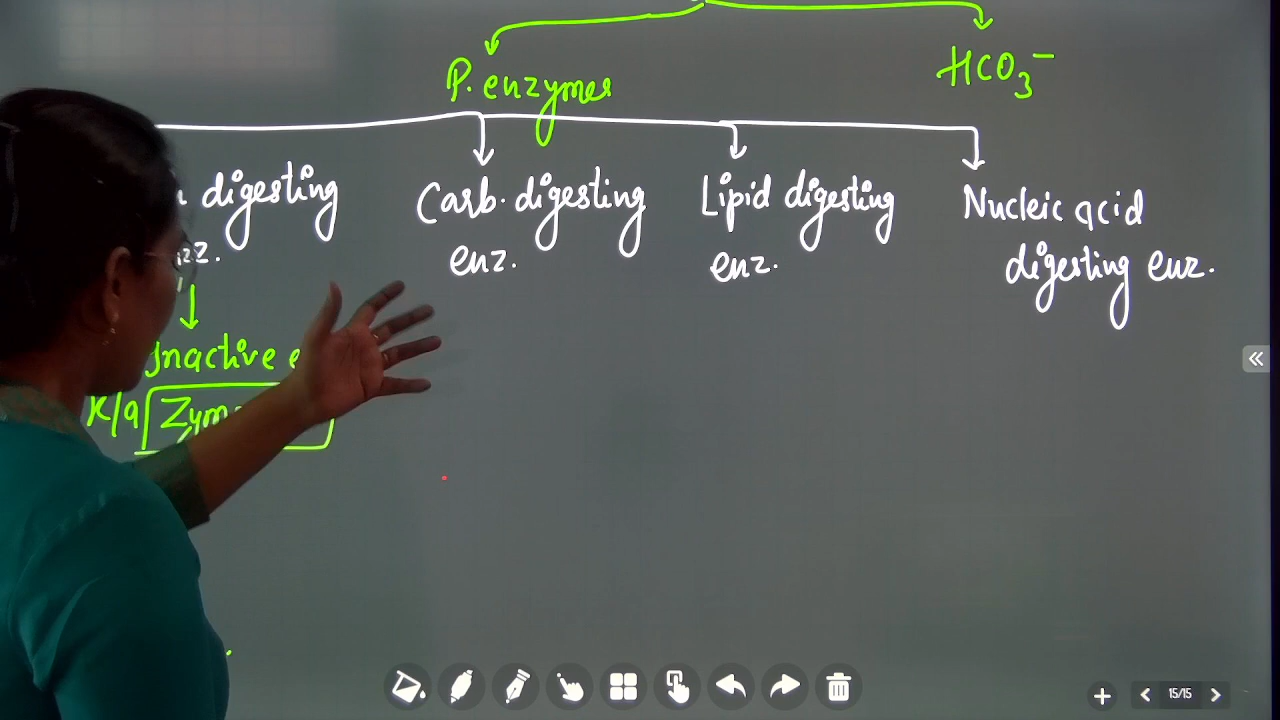 P. enzymes
HCO3⁻
digesting
Carb. digesting
enz.
Lipid digesting
enz.
Nucleic acid
digesting enz.
Inactive
K/a
15/15